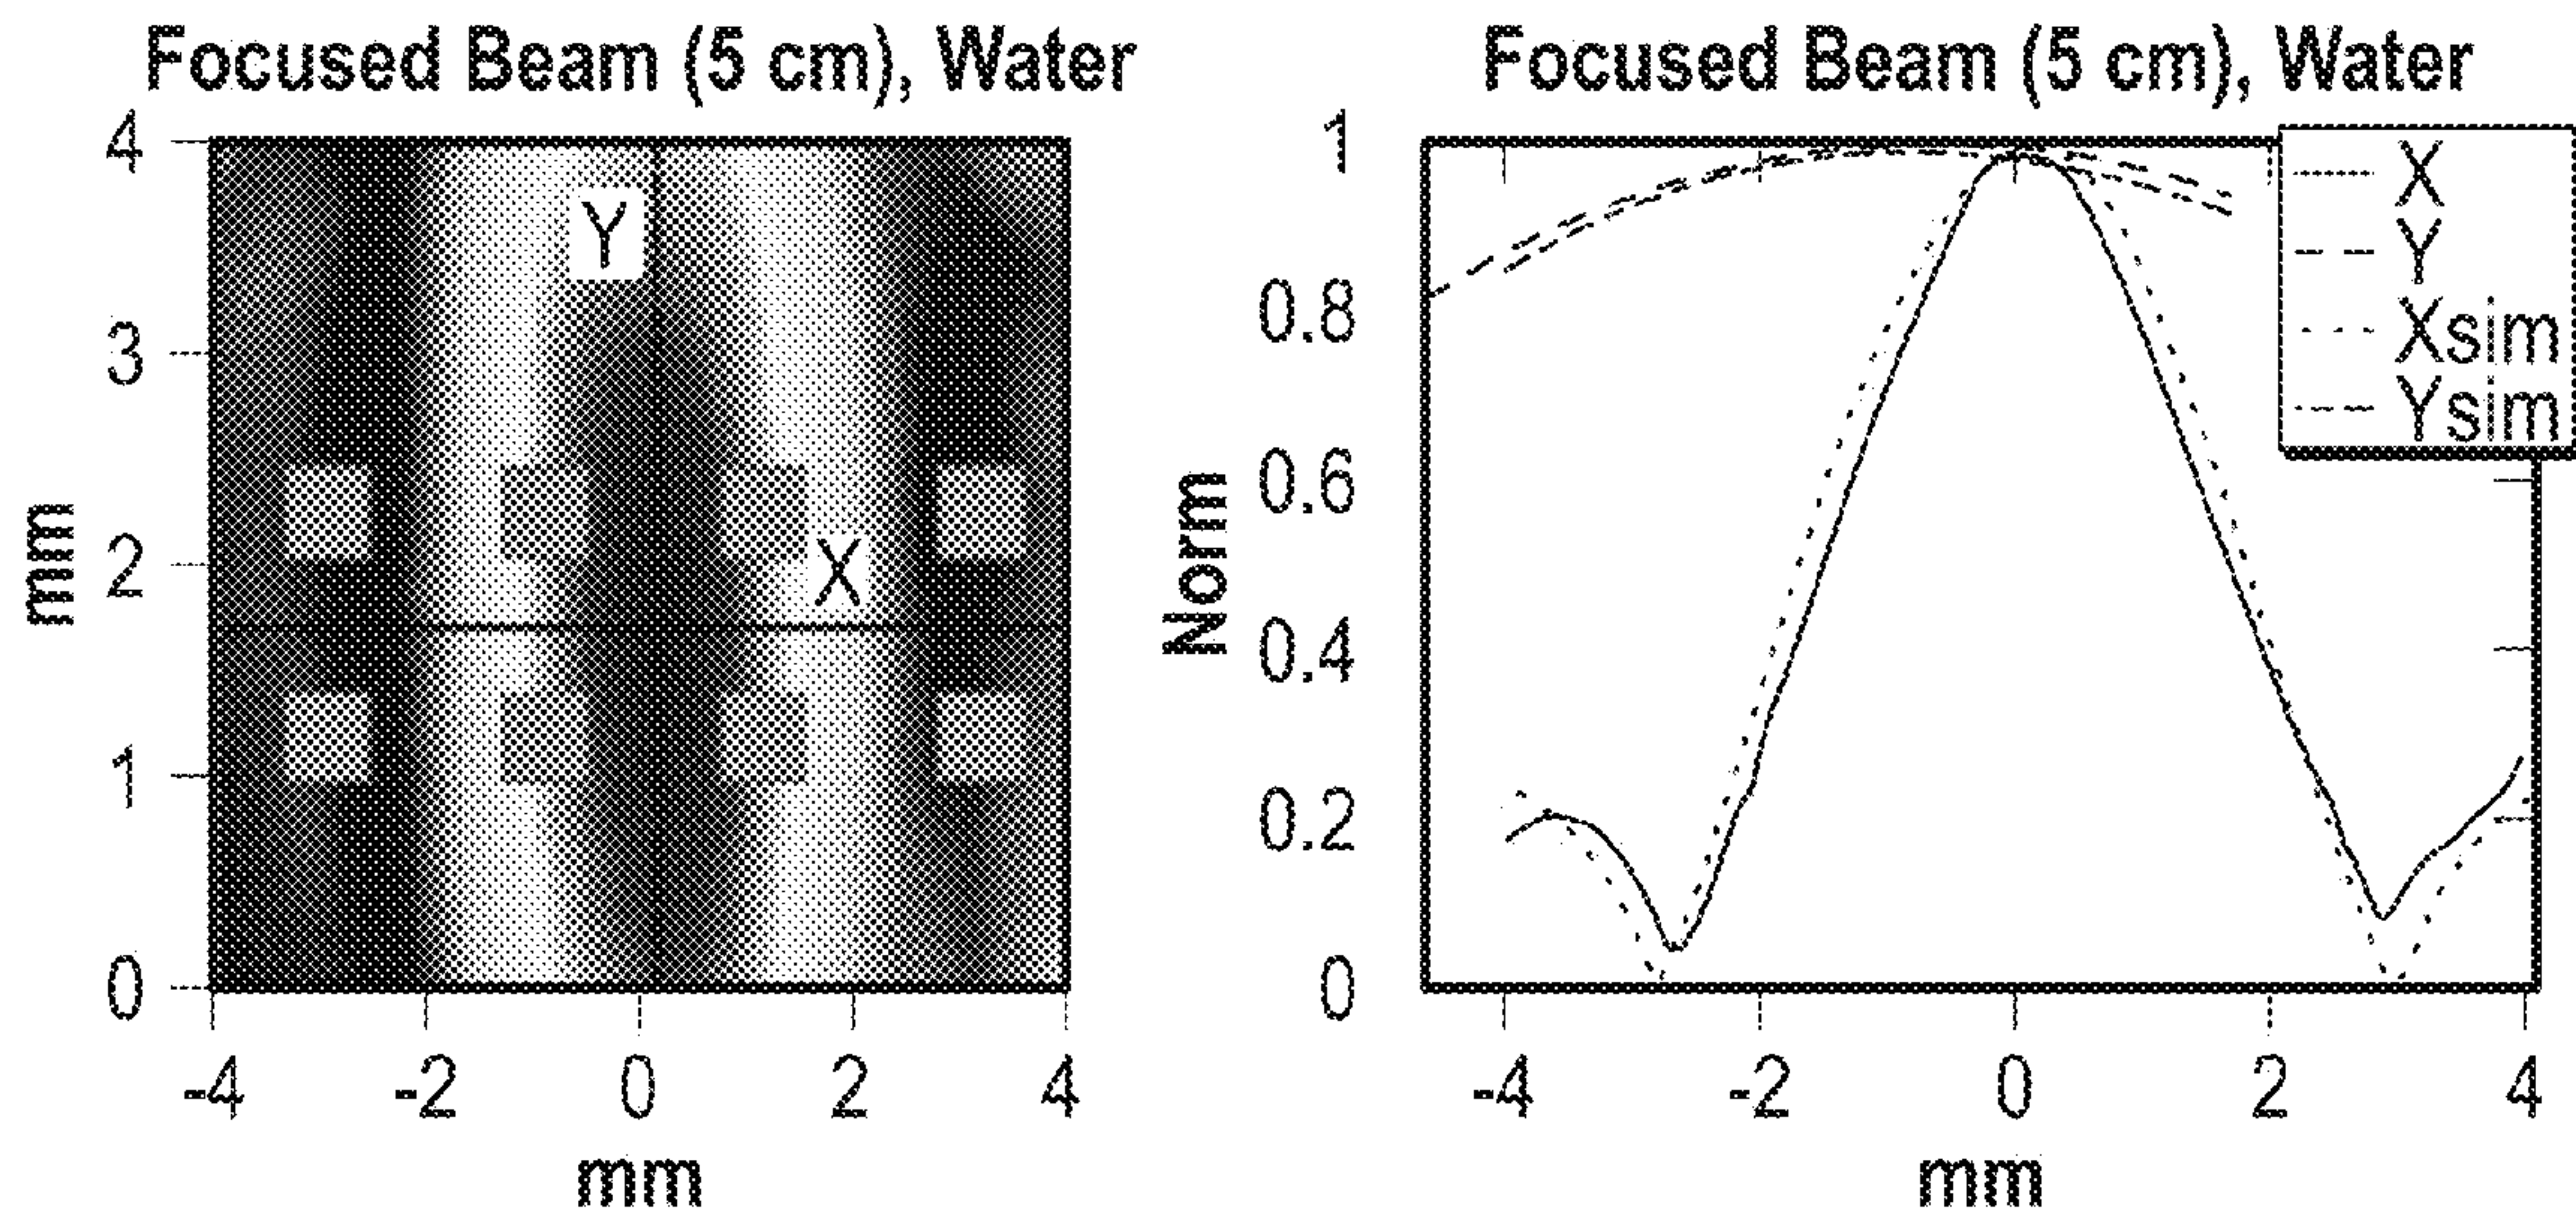 Focused Beam (5 cm), Water
4
3
2
1
0
mm
Y
X
-4 -2 0 2 4
mm
Focused Beam (5 cm), Water
1
0.8
0.6
0.4
0.2
0
Norm
X
Y
Xsim
Ysim
-4 -2 0 2 4
mm